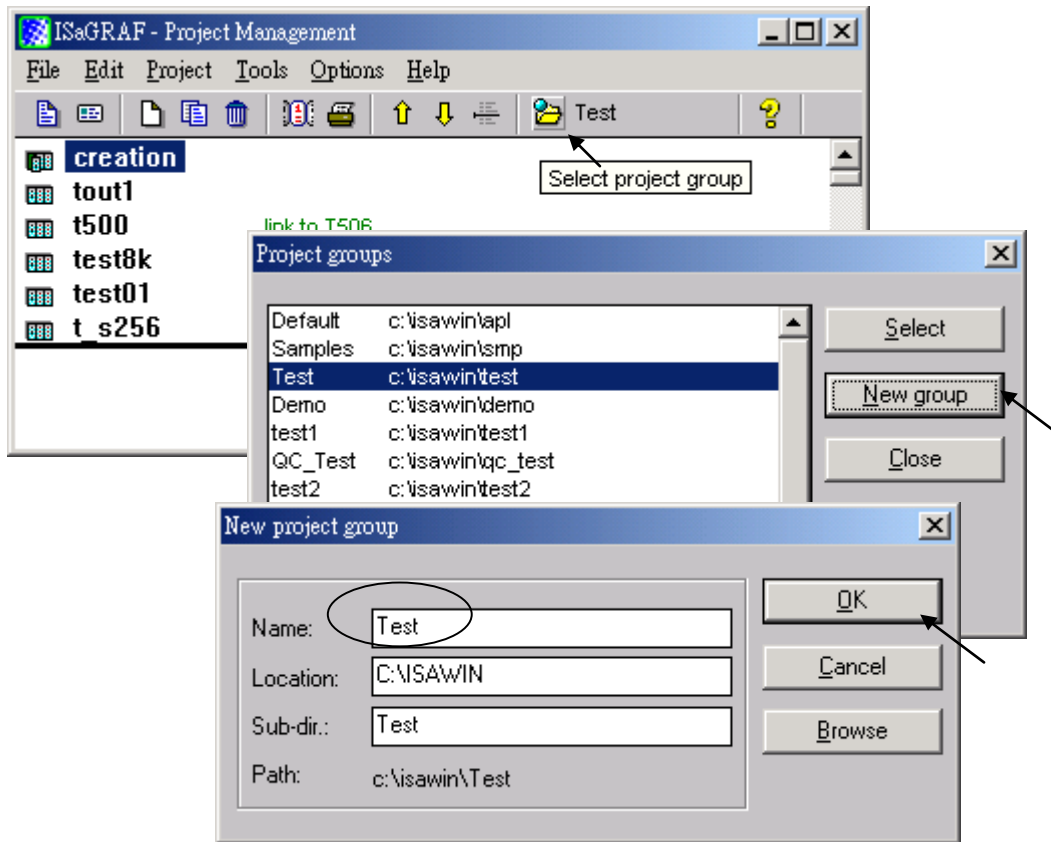 ISaGRAF - Project Management
File Edit Project Tools Options Help
Test
Select project group
creation
tout1
t500 link to T506
test8k
test01
t_s256
Project groups
Default c:\isawin\apl
Samples c:\isawin\smp
Test c:\isawin\test
Demo c:\isawin\demo
test1 c:\isawin\test1
QC_Test c:\isawin\qc_test
test2 c:\isawin\test2
Select
New group
Close
New project group
Name: Test
Location: C:\ISAWIN
Sub-dir.: Test
Path: c:\isawin\Test
OK
Cancel
Browse